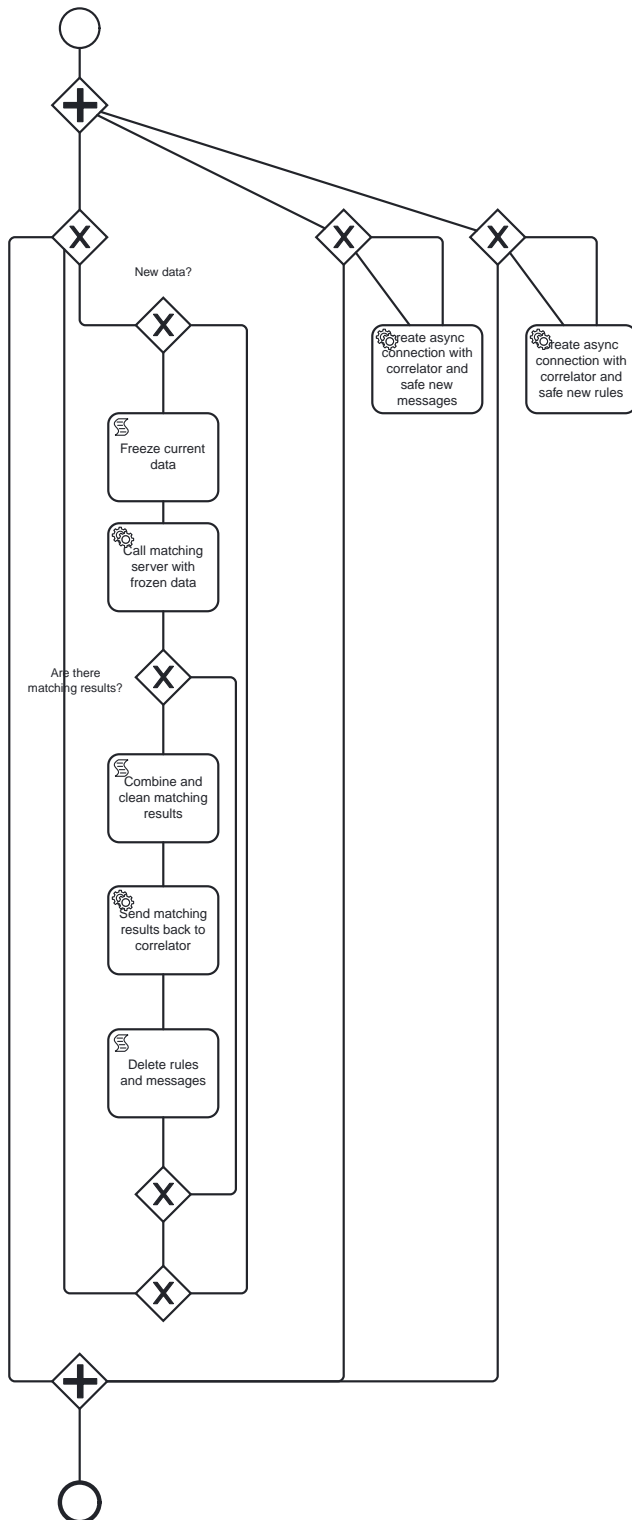 New data?
Create async
connection with
correlator and
safe new
messages
Create async
connection with
correlator and
safe new rules
Freeze current
data
Call matching
server with
frozen data
Are there
matching results?
Combine and
clean matching
results
Send matching
results back to
correlator
Delete rules
and messages